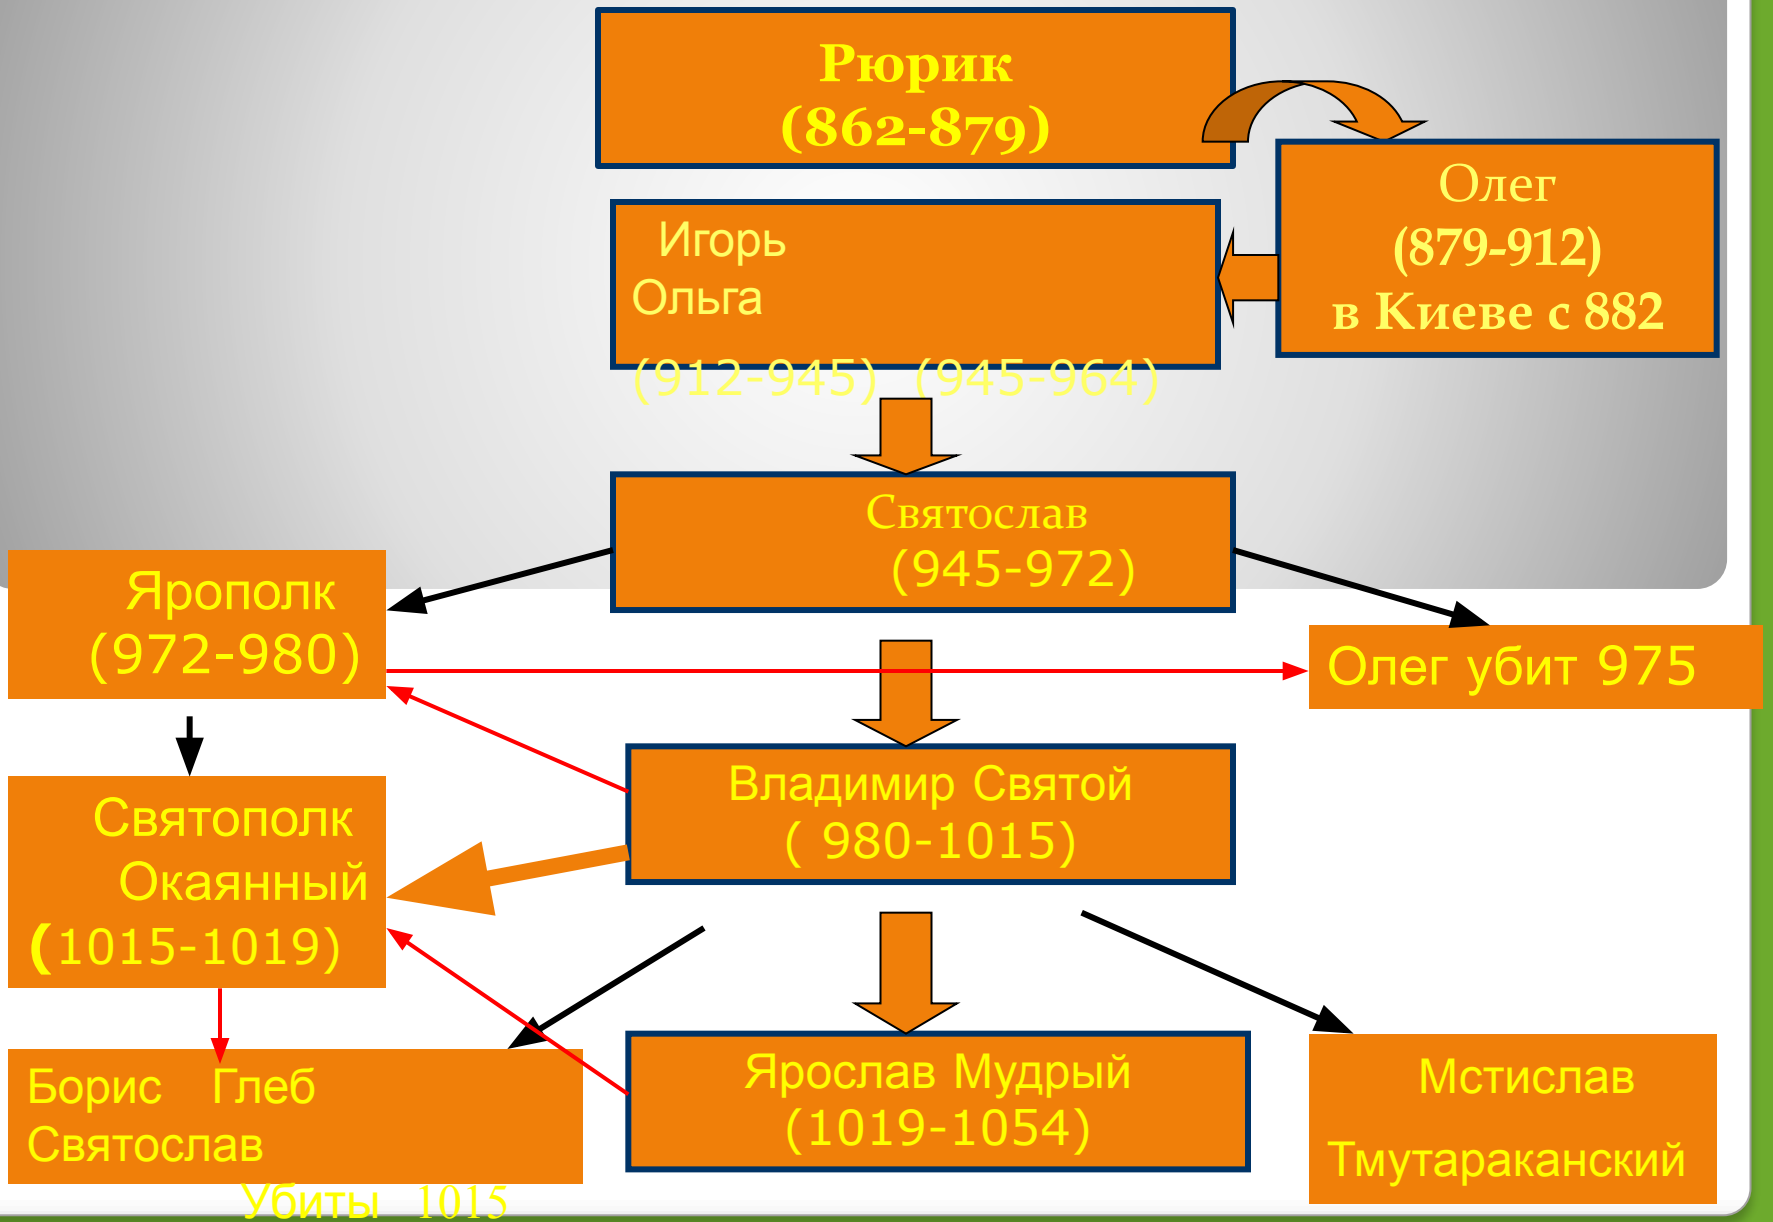 Рюрик
(862-879)
Олег
(879-912)
в Киеве с 882
Игорь
Ольга
(912-945) (945-964)
Святослав
(945-972)
Ярополк
(972-980)
Олег убит 975
Владимир Святой
( 980-1015)
Святополк
Окаянный
(1015-1019)
Борис Глеб
Святослав
Убиты 1015
Ярослав Мудрый
(1019-1054)
Мстислав
Тмутараканский